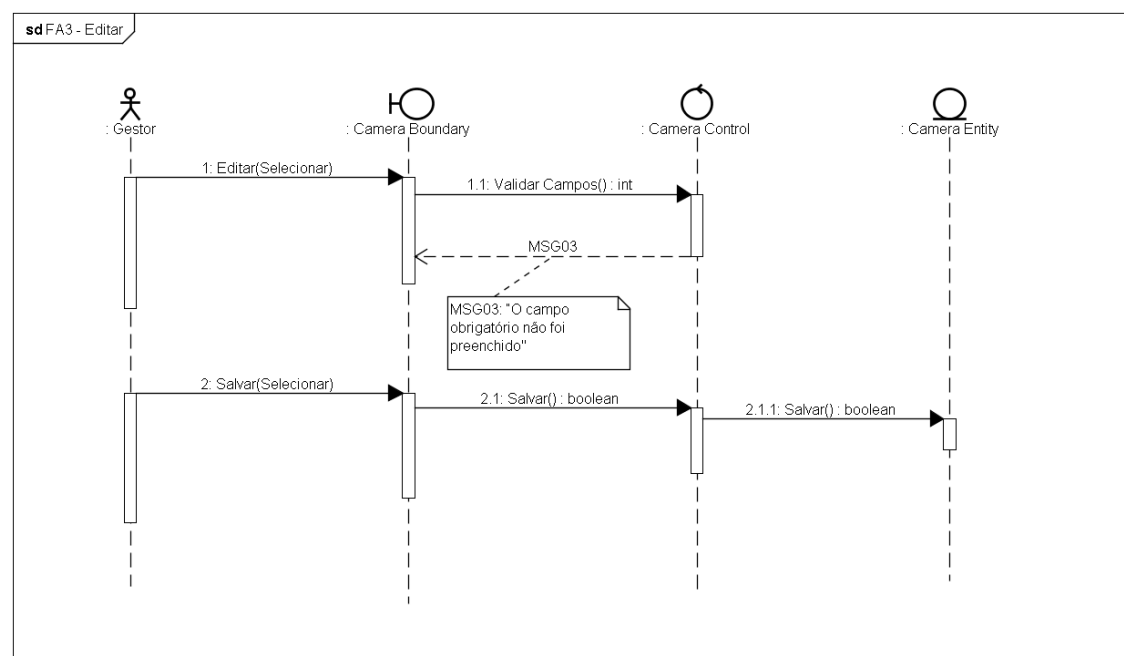 sd FA3 - Editar
: Gestor
: Camera Boundary
: Camera Control
: Camera Entity
1: Editar(Selecionar)
1.1: Validar Campos() : int
MSG03
MSG03: "O campo
obrigatório não foi
preenchido"
2: Salvar(Selecionar)
2.1: Salvar() : boolean
2.1.1: Salvar() : boolean